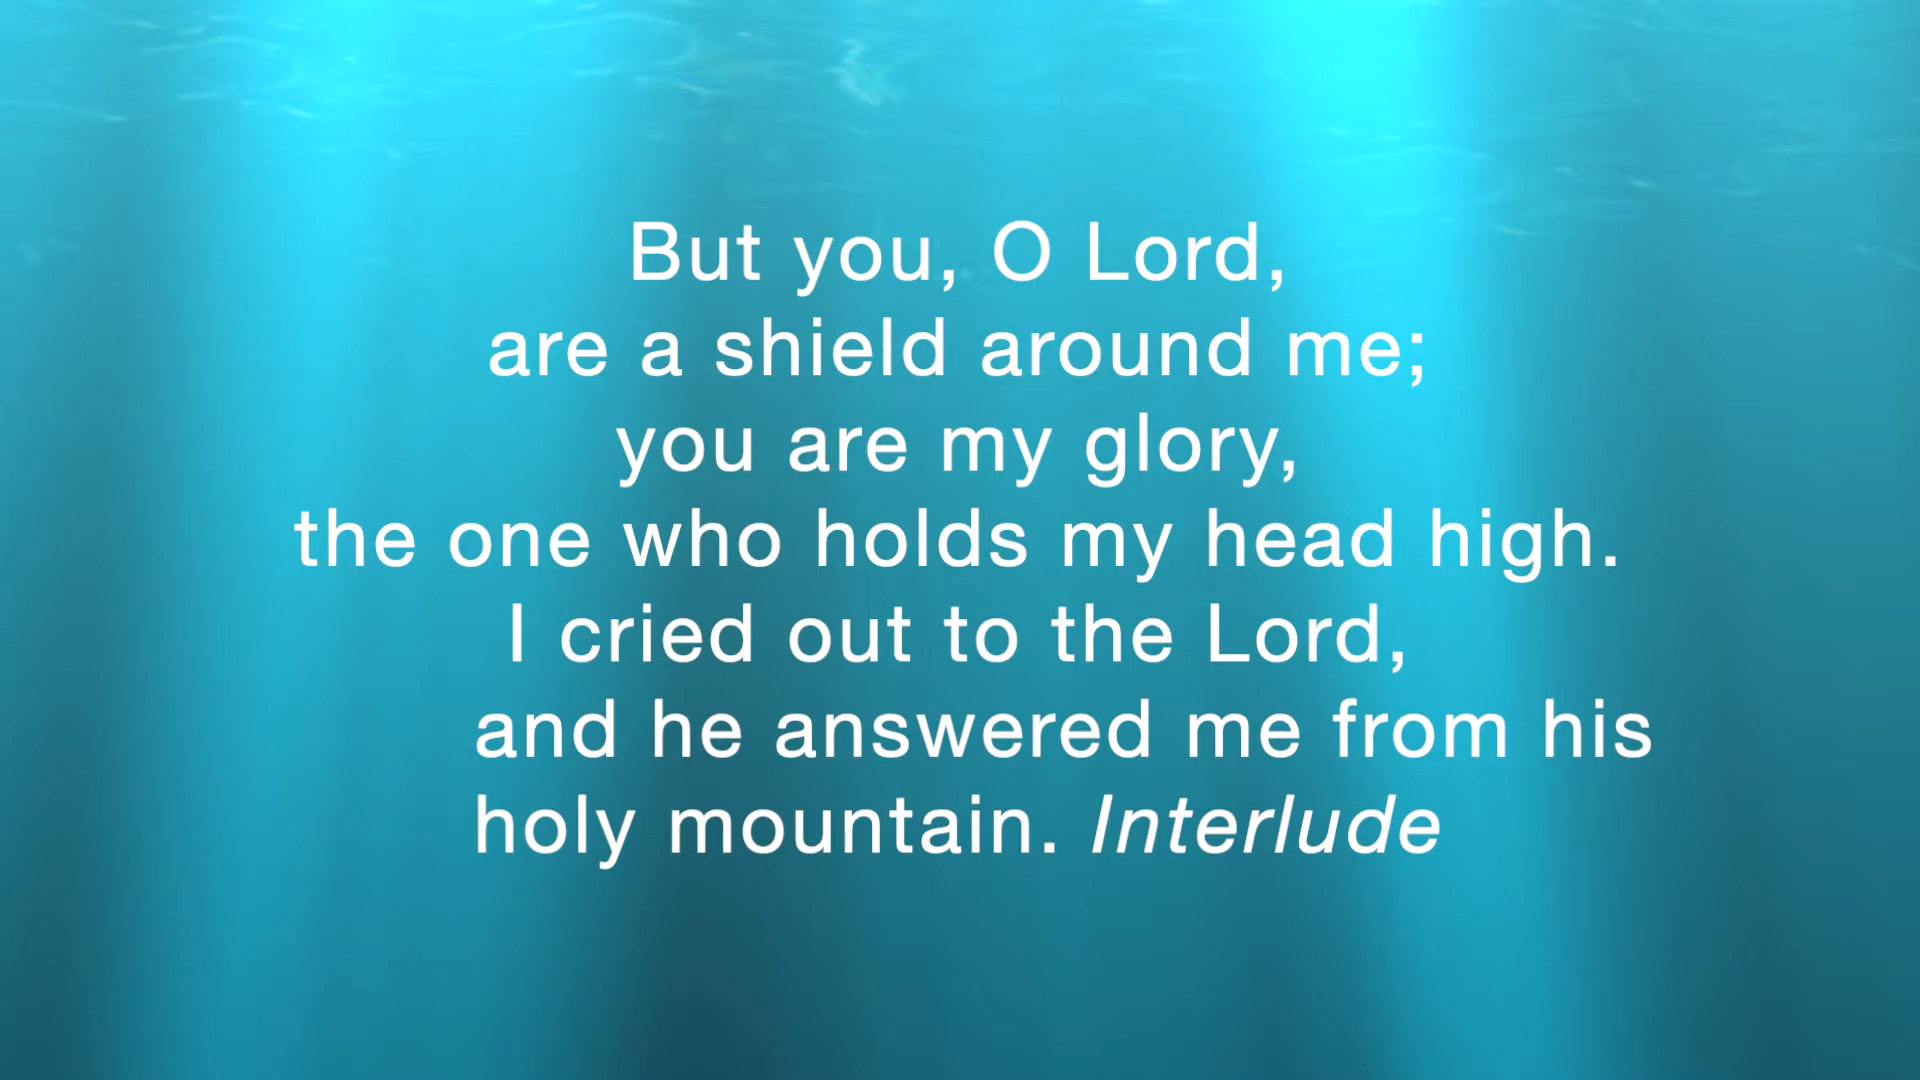 But you, O Lord,
are a shield around me;
you are my glory,
the one who holds my head high.
I cried out to the Lord,
and he answered me from his
holy mountain. Interlude